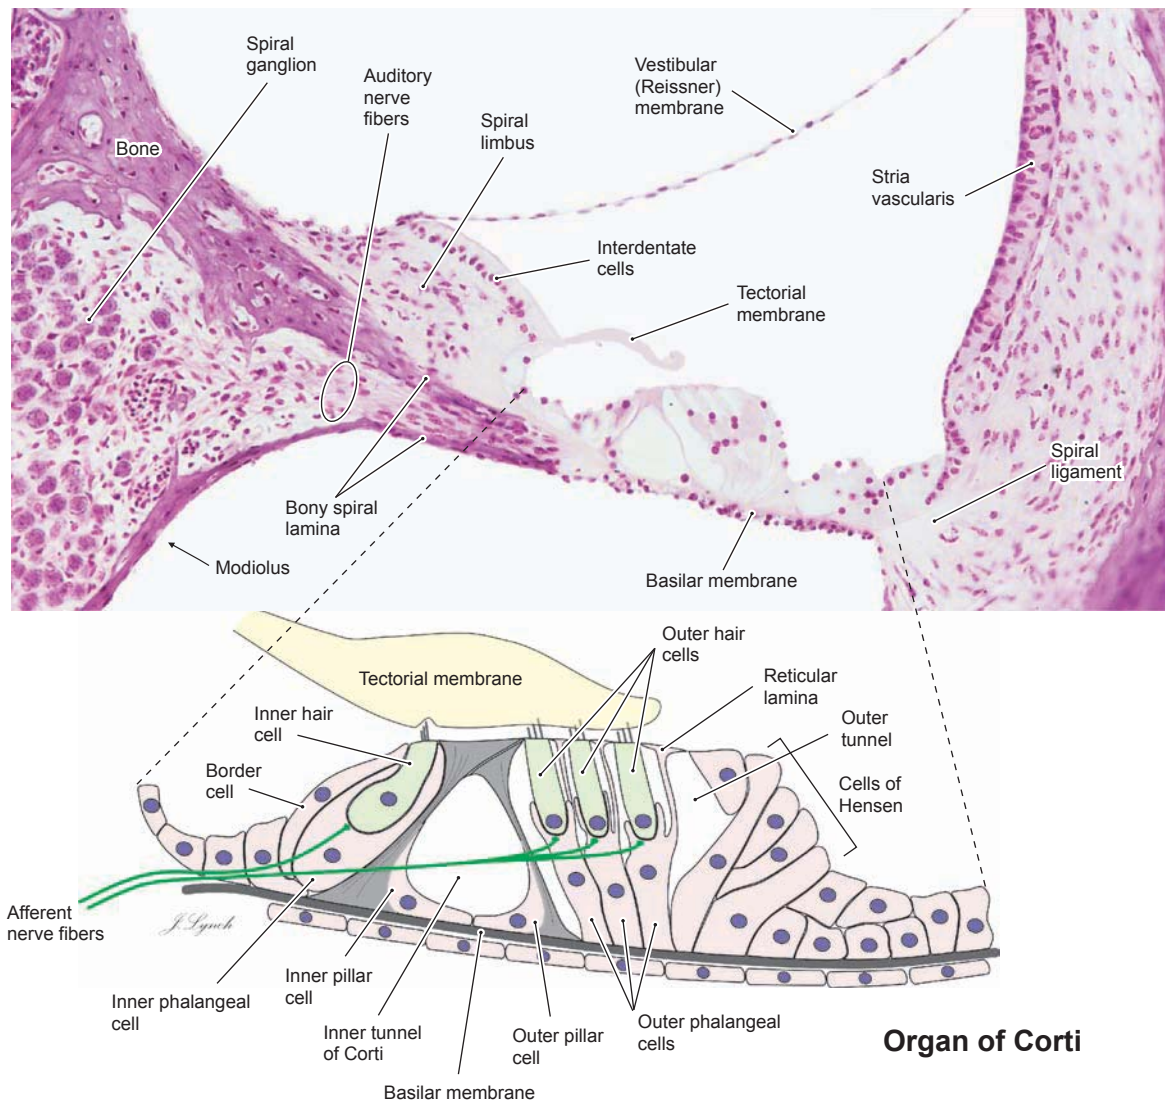 Spiral
ganglion
Auditory
nerve
fibers
Bone
Spiral
limbus
Vestibular
(Reissner)
membrane
Stria
vascularis
Interdentate
cells
Tectorial
membrane
Spiral
ligament
Bony spiral
lamina
Modiolus
Basilar membrane
Outer hair
cells
Tectorial membrane
Reticular
lamina
Inner hair
cell
Outer
tunnel
Border
cell
Cells of
Hensen
Afferent
nerve fibers
J. Lynch
Inner phalangeal
cell
Inner pillar
cell
Inner tunnel
of Corti
Outer pillar
cell
Outer phalangeal
cells
Basilar membrane
Organ of Corti